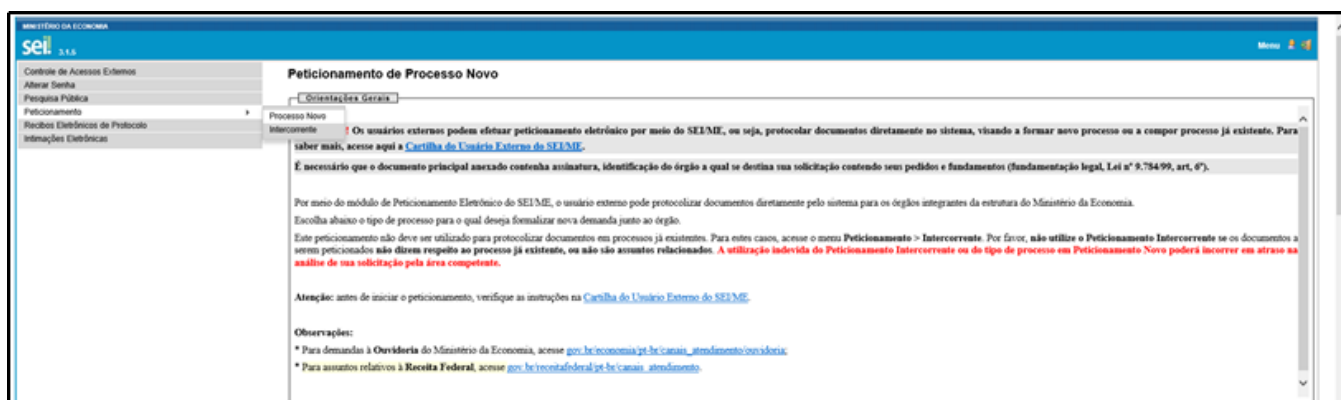 MINISTÉRIO DA ECONOMIA
sei! 3.1.5
Menu
Controle de Acessos Externos
Alterar Senha
Pesquisa Pública
Peticionamento
Recibos Eletrônicos de Protocolo
Intimações Eletrônicas
Processo Novo
Intercorrente
Peticionamento de Processo Novo
Orientações Gerais
! Os usuários externos podem efetuar peticionamento eletrônico por meio do SEI/ME, ou seja, protocolar documentos diretamente no sistema, visando a formar novo processo ou a compor processo já existente. Para
saber mais, acesse aqui a Cartilha do Usuário Externo do SEI/ME.
É necessário que o documento principal anexado contenha assinatura, identificação do órgão a qual se destina sua solicitação contendo seus pedidos e fundamentos (fundamentação legal, Lei nº 9.784/99, art, 6º).
Por meio do módulo de Peticionamento Eletrônico do SEI/ME, o usuário externo pode protocolizar documentos diretamente pelo sistema para os órgãos integrantes da estrutura do Ministério da Economia.
Escolha abaixo o tipo de processo para o qual deseja formalizar nova demanda junto ao órgão.
Este peticionamento não deve ser utilizado para protocolizar documentos em processos já existentes. Para estes casos, acesse o menu Peticionamento > Intercorrente. Por favor, não utilize o Peticionamento Intercorrente se os documentos a
serem peticionados não dizem respeito ao processo já existente, ou não são assuntos relacionados. A utilização indevida do Peticionamento Intercorrente ou do tipo de processo em Peticionamento Novo poderá incorrer em atraso na
análise de sua solicitação pela área competente.
Atenção: antes de iniciar o peticionamento, verifique as instruções na Cartilha do Usuário Externo do SEI/ME.
Observações:
* Para demandas à Ouvidoria do Ministério da Economia, acesse gov.br/economia/pt-br/canais_atendimento/ouvidoria;
* Para assuntos relativos à Receita Federal, acesse gov.br/receitafederal/pt-br/canais_atendimento.